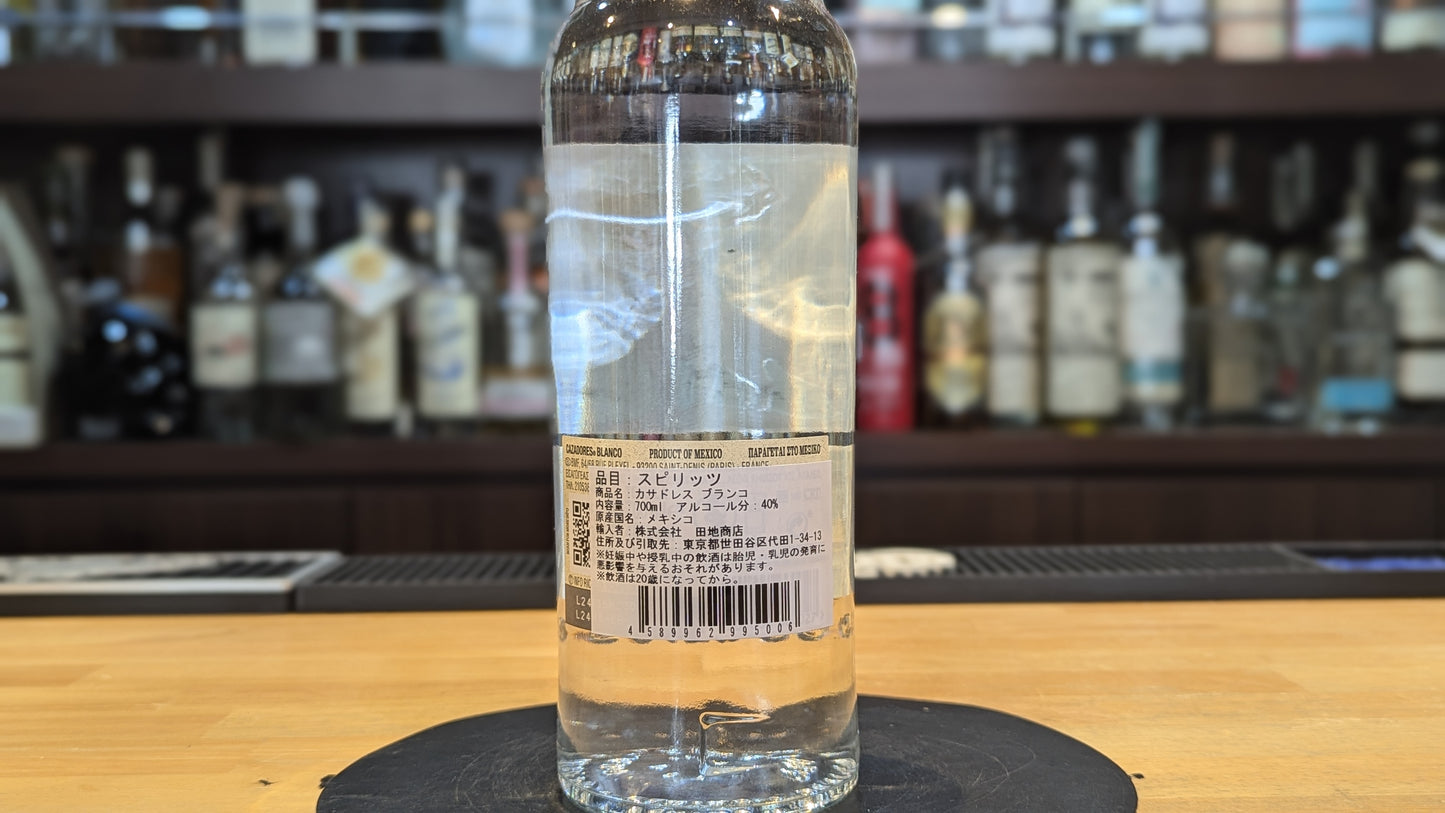 CAZADORES® BLANCO PRODUCT OF MEXICO ΠΑΡΑΓΕΤΑΙ ΣΤΟ ΜΕΞΙΚΟ
93200 SAINT-DENIS (PARIS) - FRANCE
品目：スピリッツ
商品名：カサドレス ブランコ
内容量：700ml アルコール分：40%
原産国名：メキシコ
輸入者：株式会社 田地商店
住所及び引取先：東京都世田谷区代田1-34-13
※妊娠中や授乳中の飲酒は胎児・乳児の発育に
悪影響を与えるおそれがあります。
※飲酒は20歳になってから。
L24
L24
4589962995006